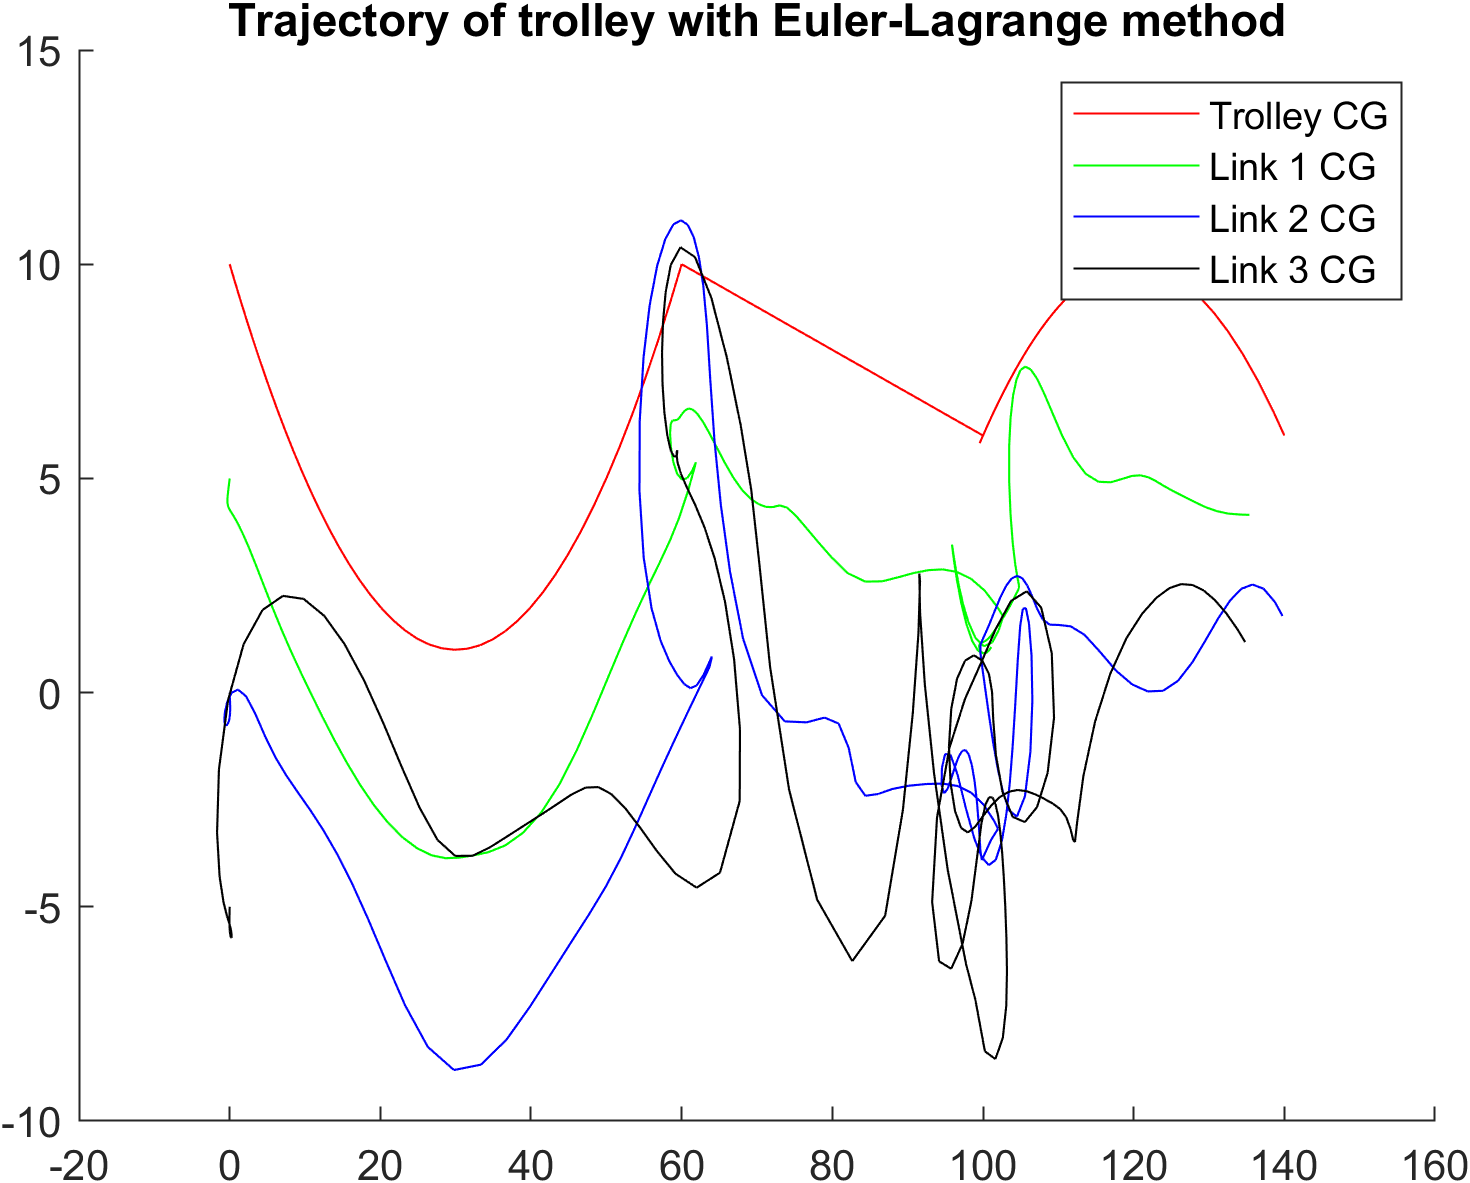 Trajectory of trolley with Euler-Lagrange method
15
10
5
0
-5
-10
Trolley CG
Link 1 CG
Link 2 CG
Link 3 CG
-20 0 20 40 60 80 100 120 140 160